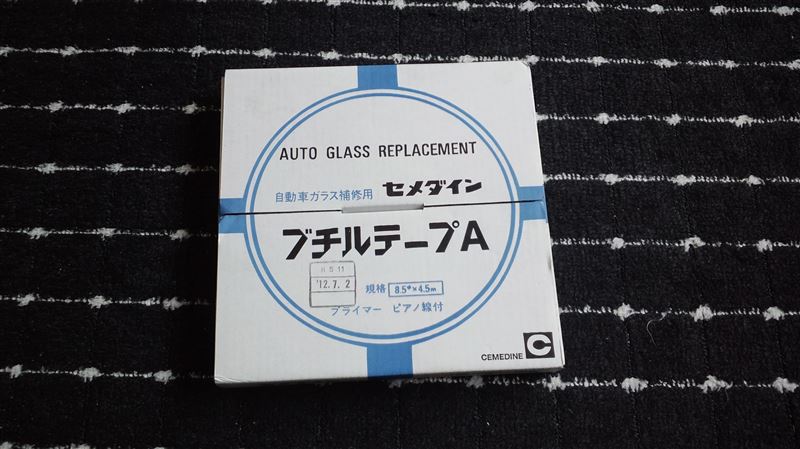 AUTO GLASS REPLACEMENT
自動車ガラス補修用 セメダイン
ブチルテープA
'12.7.2
規格 8.5φ×4.5m
プライマー ピアノ線付
CEMEDINE C